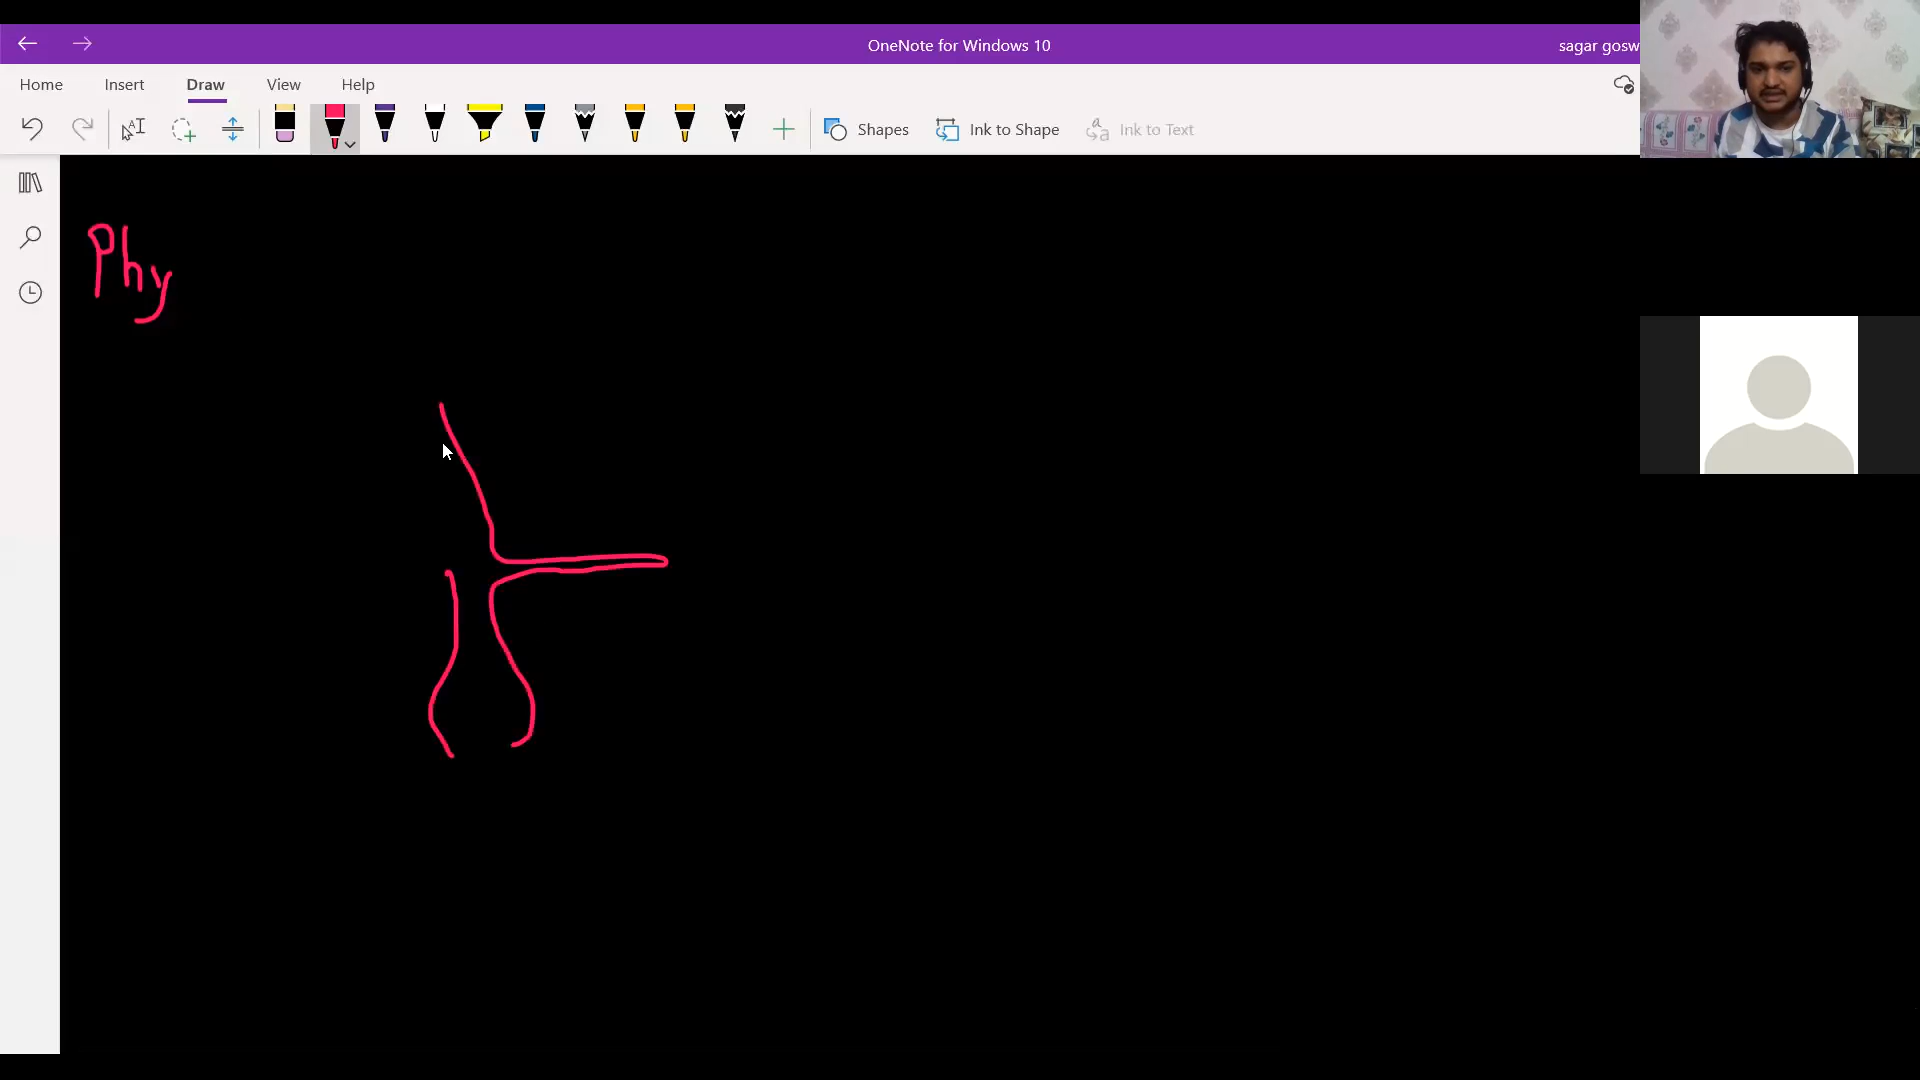 OneNote for Windows 10
sagar gosw
Home Insert Draw View Help
Shapes Ink to Shape Ink to Text
Phy